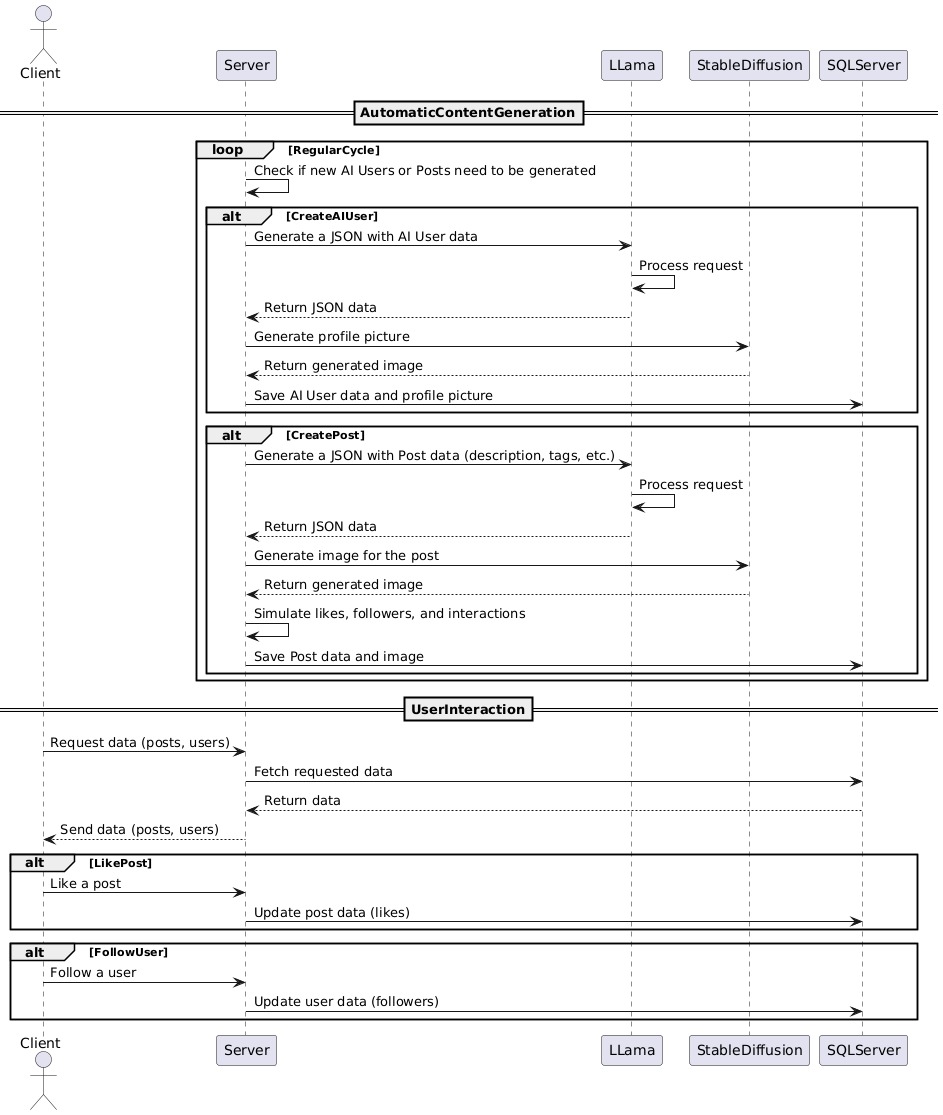 Client
Server
LLama
StableDiffusion
SQLServer
AutomaticContentGeneration
loop [RegularCycle]
Check if new AI Users or Posts need to be generated
alt [CreateAIUser]
Generate a JSON with AI User data
Process request
Return JSON data
Generate profile picture
Return generated image
Save AI User data and profile picture
alt [CreatePost]
Generate a JSON with Post data (description, tags, etc.)
Process request
Return JSON data
Generate image for the post
Return generated image
Simulate likes, followers, and interactions
Save Post data and image
UserInteraction
Request data (posts, users)
Fetch requested data
Return data
Send data (posts, users)
alt [LikePost]
Like a post
Update post data (likes)
alt [FollowUser]
Follow a user
Update user data (followers)
Client
Server
LLama
StableDiffusion
SQLServer